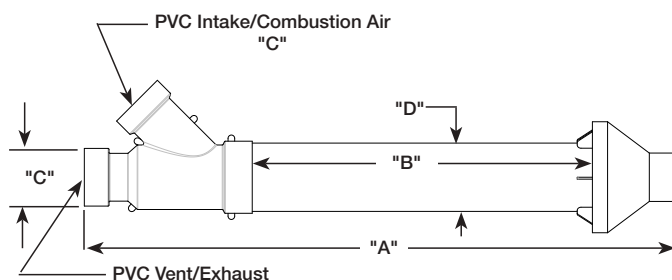 PVC Intake/Combustion Air
"C"
"D"
"B"
"C"
"A"
PVC Vent/Exhaust